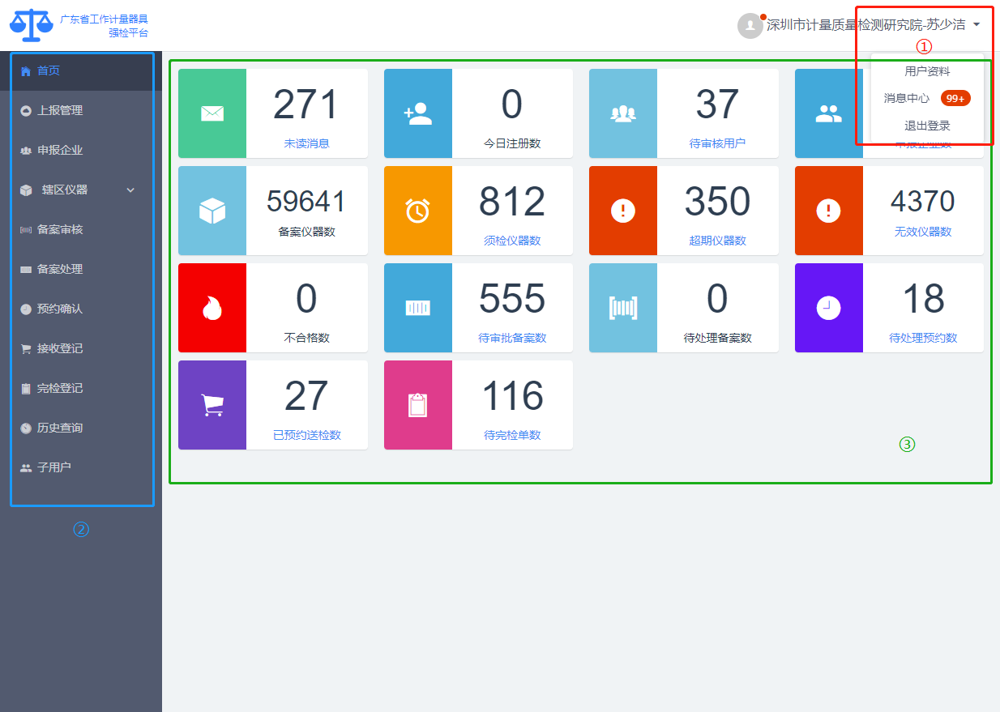 广东省工作计量器具
强检平台
深圳市计量质量检测研究院-苏少洁
①
用户资料
消息中心 99+
退出登录
首页
上报管理
申报企业
辖区仪器
备案审核
备案处理
预约确认
接收登记
完检登记
历史查询
子用户
②
271
未读消息
0
今日注册数
37
待审核用户
申报企业数
59641
备案仪器数
812
须检仪器数
350
超期仪器数
4370
无效仪器数
0
不合格数
555
待审批备案数
0
待处理备案数
18
待处理预约数
27
已预约送检数
116
待完检单数
③